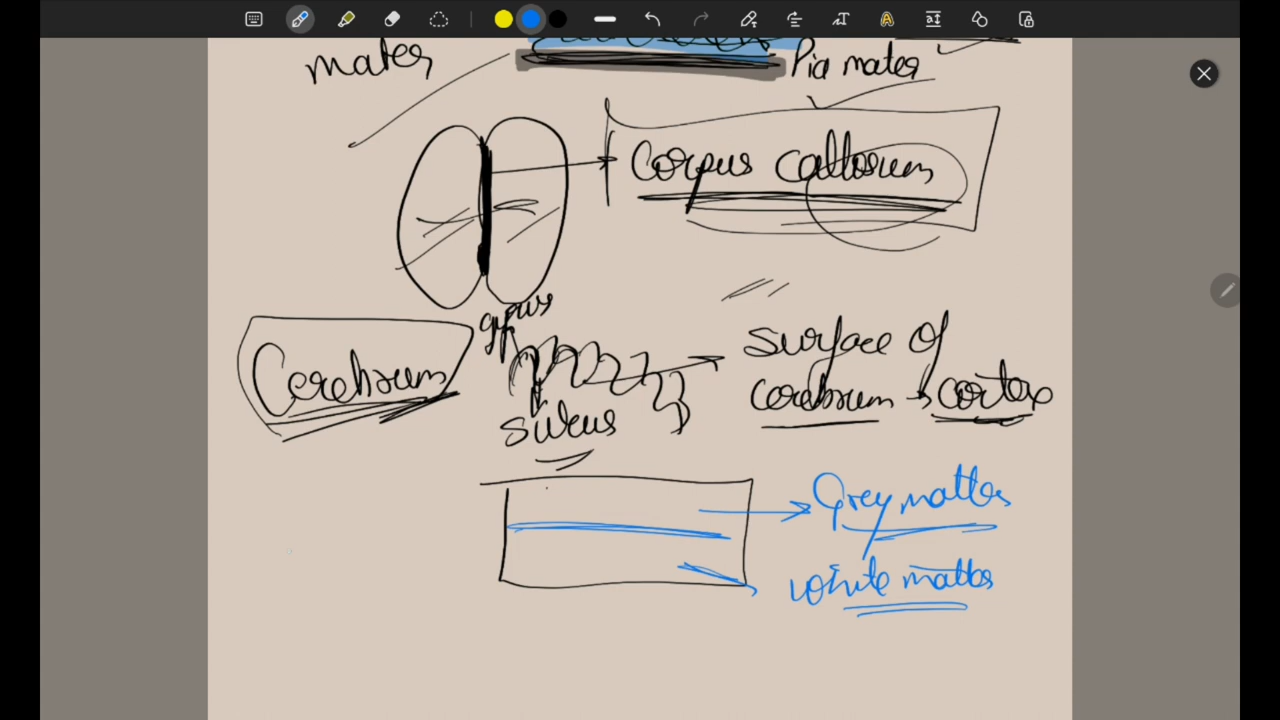 mater
Pia mater
Corpus callosum
gyrus
Cerebrum
sulcus
surface of
cerebrum → cortex
Grey matter
white matter